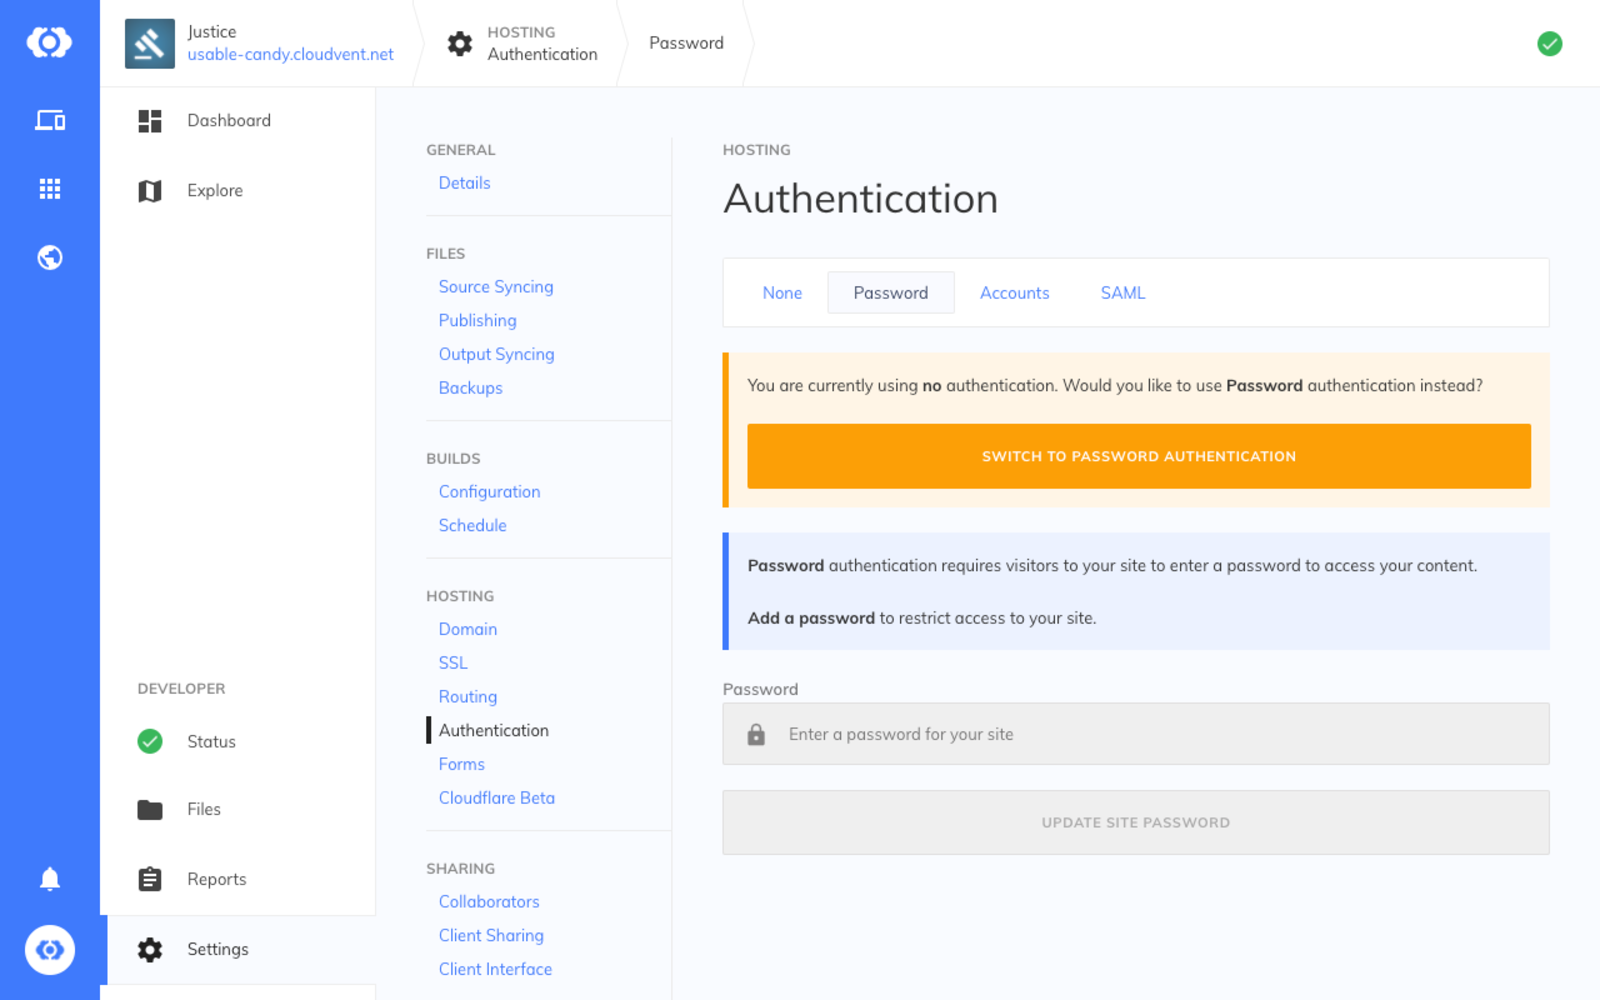 Justice
usable-candy.cloudvent.net
HOSTING
Authentication
Password
Dashboard
Explore
DEVELOPER
Status
Files
Reports
Settings
GENERAL
Details
FILES
Source Syncing
Publishing
Output Syncing
Backups
BUILDS
Configuration
Schedule
HOSTING
Domain
SSL
Routing
Authentication
Forms
Cloudflare Beta
SHARING
Collaborators
Client Sharing
Client Interface
HOSTING
Authentication
None Password Accounts SAML
You are currently using no authentication. Would you like to use Password authentication instead?
SWITCH TO PASSWORD AUTHENTICATION
Password authentication requires visitors to your site to enter a password to access your content.
Add a password to restrict access to your site.
Password
Enter a password for your site
UPDATE SITE PASSWORD